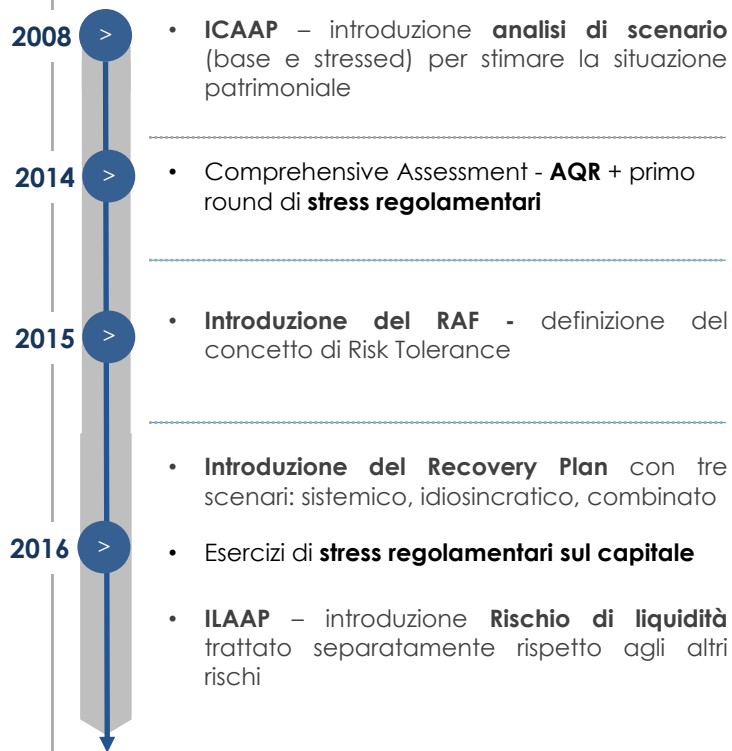 2008
>
• ICAAP – introduzione analisi di scenario
(base e stressed) per stimare la situazione
patrimoniale
2014
>
• Comprehensive Assessment - AQR + primo
round di stress regolamentari
2015
>
• Introduzione del RAF - definizione del
concetto di Risk Tolerance
• Introduzione del Recovery Plan con tre
scenari: sistemico, idiosincratico, combinato
2016
>
• Esercizi di stress regolamentari sul capitale
• ILAAP – introduzione Rischio di liquidità
trattato separatamente rispetto agli altri
rischi